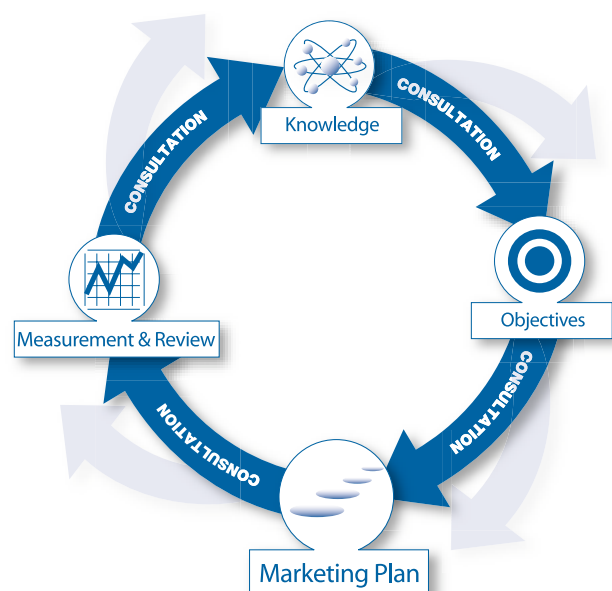 Knowledge
CONSULTATION
Objectives
CONSULTATION
Marketing Plan
CONSULTATION
Measurement & Review
CONSULTATION